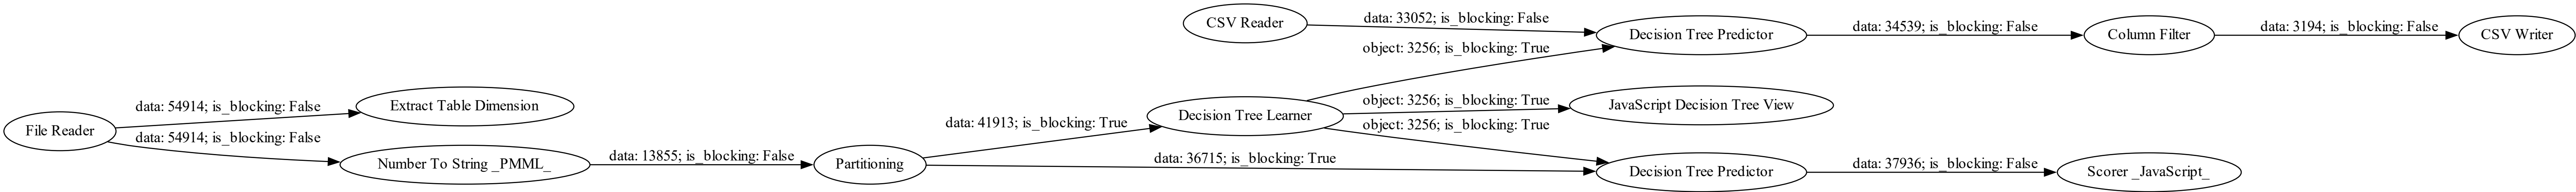 CSV Reader
data: 33052; is_blocking: False
Decision Tree Predictor
data: 34539; is_blocking: False
Column Filter
data: 3194; is_blocking: False
CSV Writer
object: 3256; is_blocking: True
File Reader
data: 54914; is_blocking: False
Extract Table Dimension
data: 54914; is_blocking: False
Number To String _PMML_
data: 13855; is_blocking: False
Partitioning
data: 41913; is_blocking: True
Decision Tree Learner
object: 3256; is_blocking: True
JavaScript Decision Tree View
object: 3256; is_blocking: True
data: 36715; is_blocking: True
Decision Tree Predictor
data: 37936; is_blocking: False
Scorer _JavaScript_